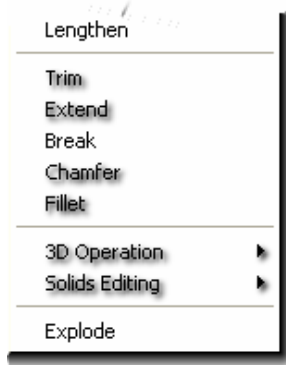 Lengthen
Trim
Extend
Break
Chamfer
Fillet
3D Operation
Solids Editing
Explode